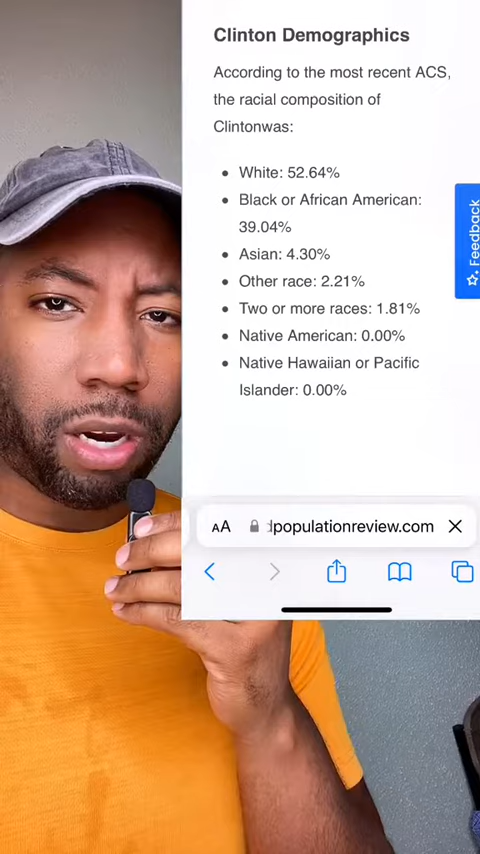 Clinton Demographics
According to the most recent ACS,
the racial composition of
Clintonwas:
• White: 52.64%
• Black or African American:
39.04%
• Asian: 4.30%
• Other race: 2.21%
• Two or more races: 1.81%
• Native American: 0.00%
• Native Hawaiian or Pacific
Islander: 0.00%
Feedback
AA populationreview.com